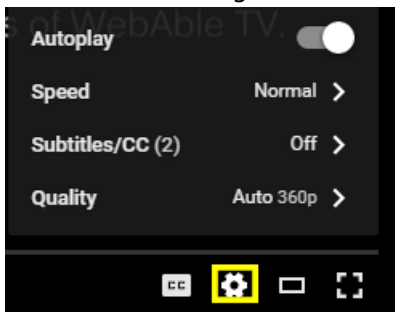 s of WebAble TV.
Autoplay
Speed Normal
Subtitles/CC (2) Off
Quality Auto 360p
CC